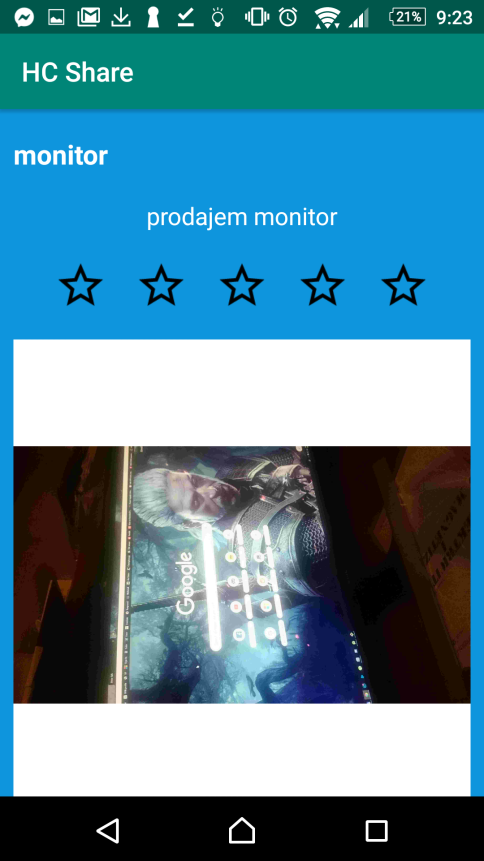 21%
9:23
HC Share
monitor
prodajem monitor
Google